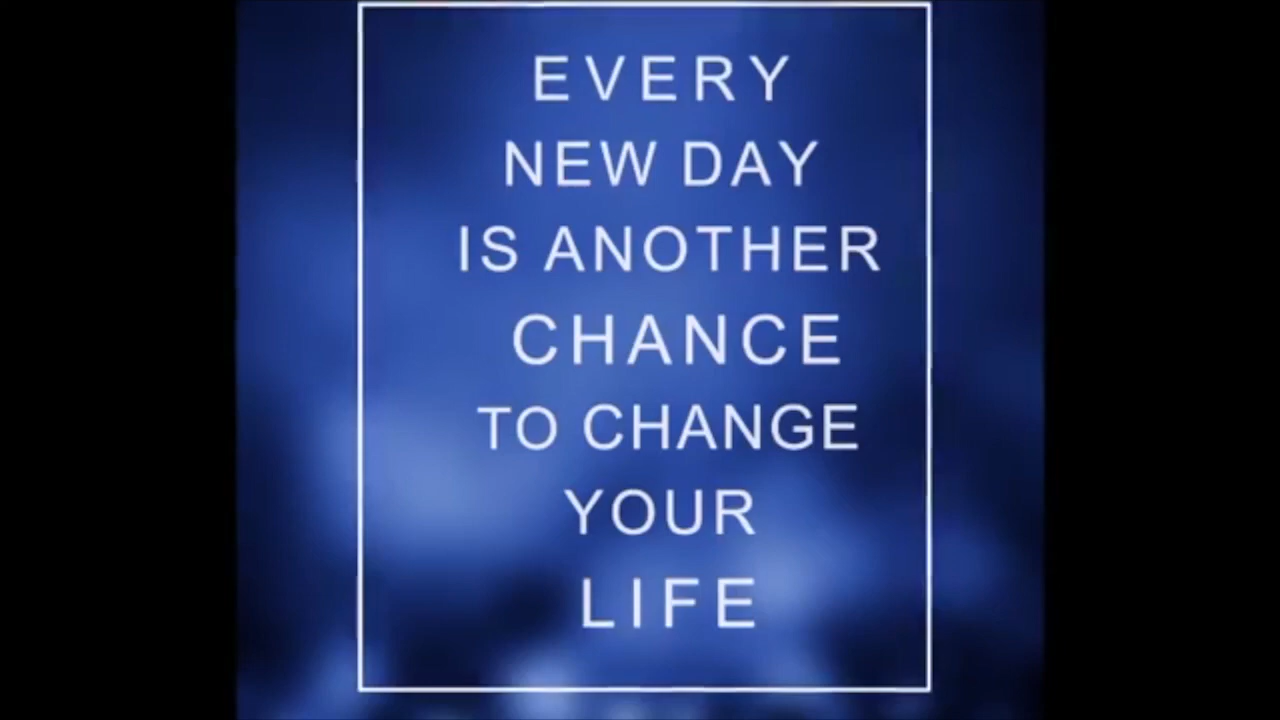 EVERY
NEW DAY
IS ANOTHER
CHANCE
TO CHANGE
YOUR
LIFE